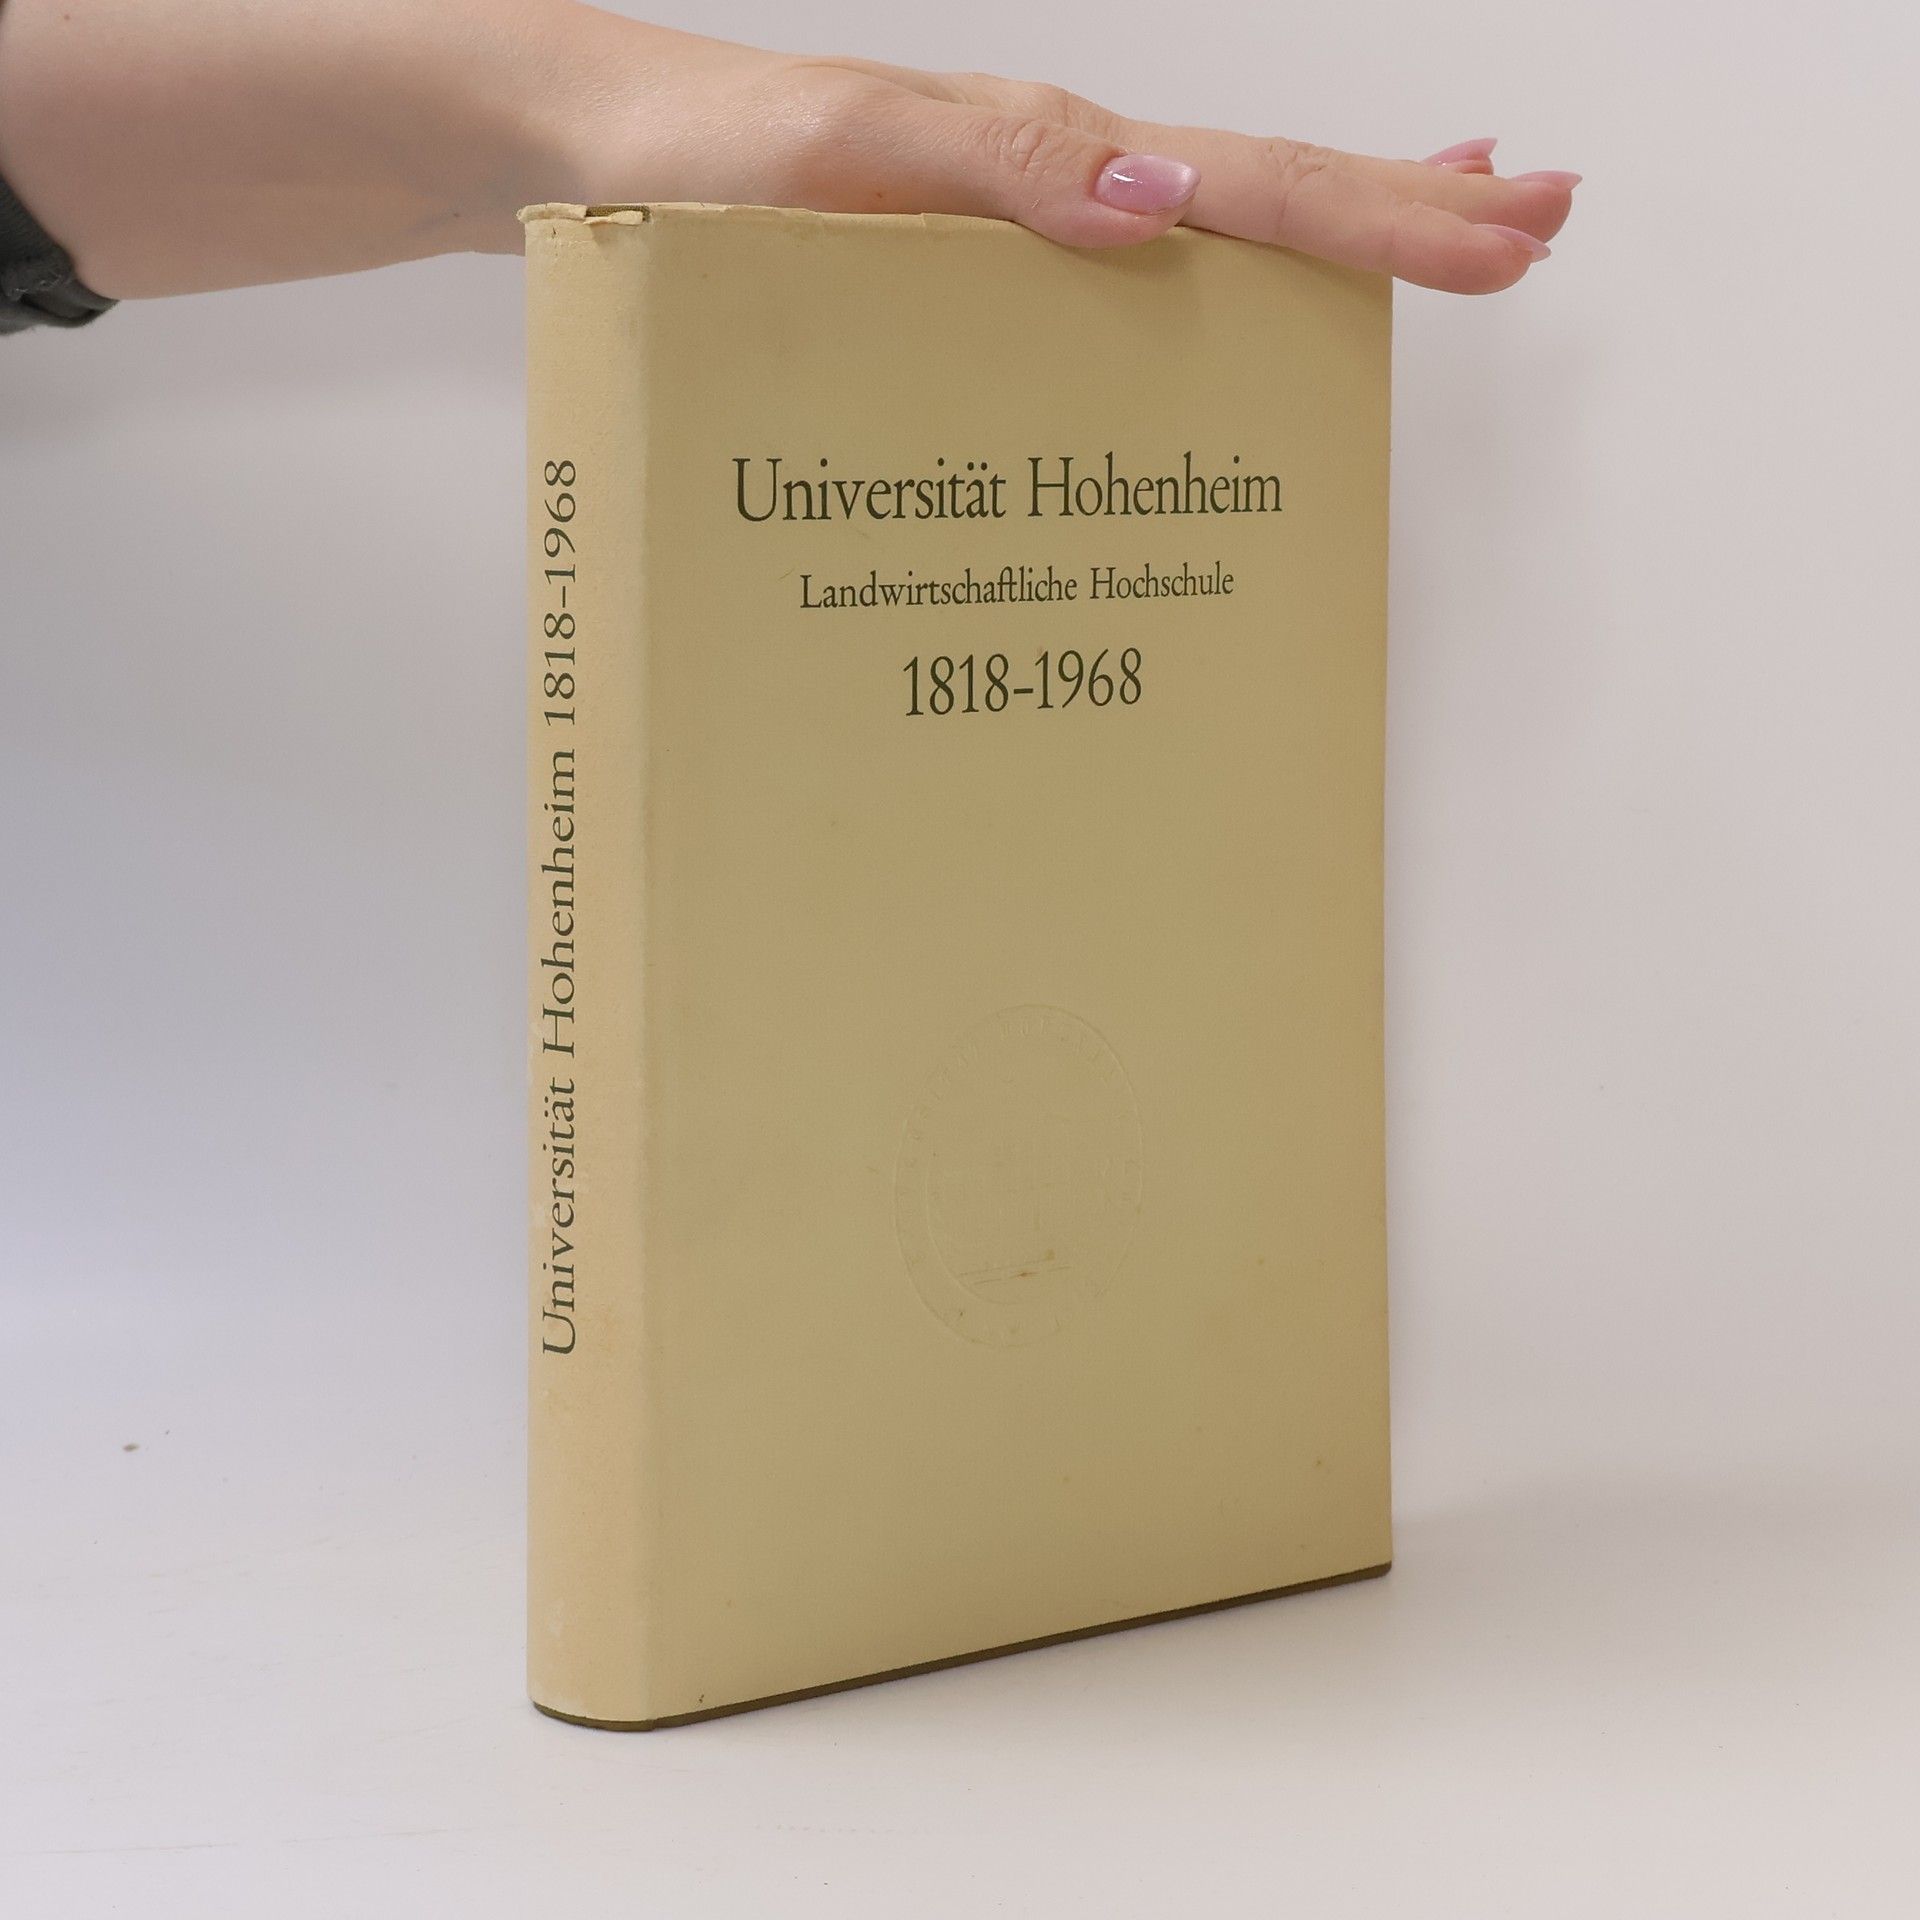 Universität Hohenheim 1818–1968
Universität Hohenheim
Landwirtschaftliche Hochschule
1818–1968